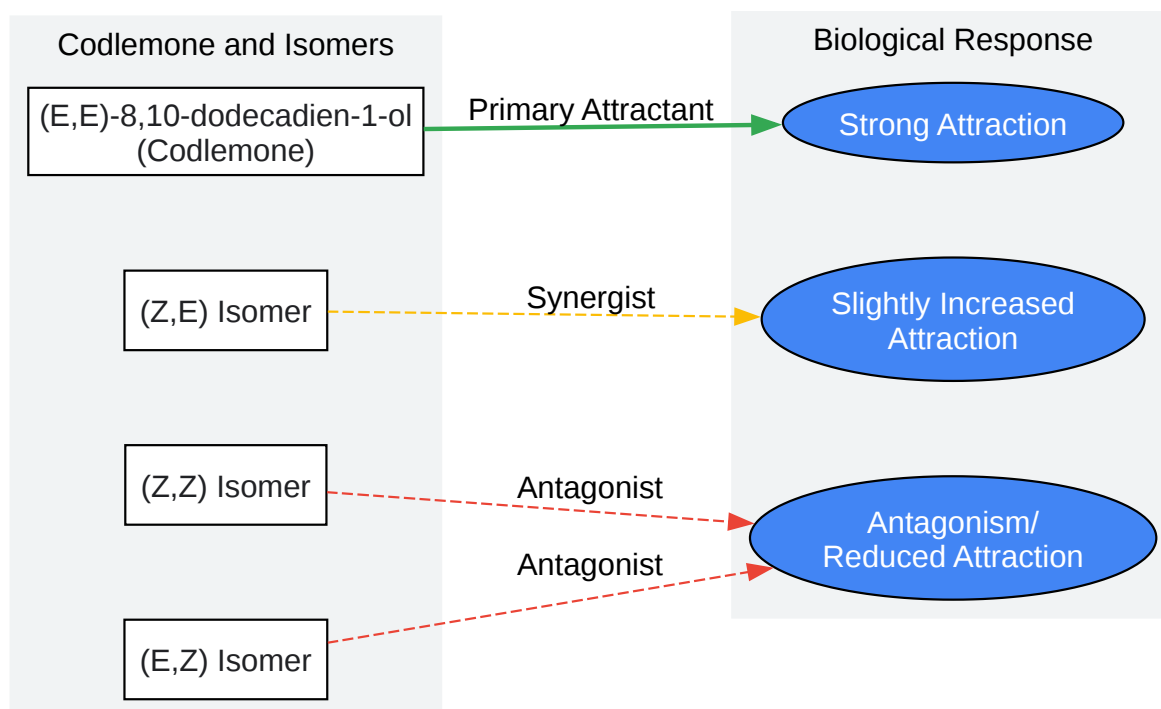 Codlemone and Isomers
Biological Response
(E,E)-8,10-dodecadien-1-ol
(Codlemone)
Primary Attractant
Strong Attraction
(Z,E) Isomer
Synergist
Slightly Increased
Attraction
(Z,Z) Isomer
Antagonist
Antagonism/
Reduced Attraction
Antagonist
(E,Z) Isomer